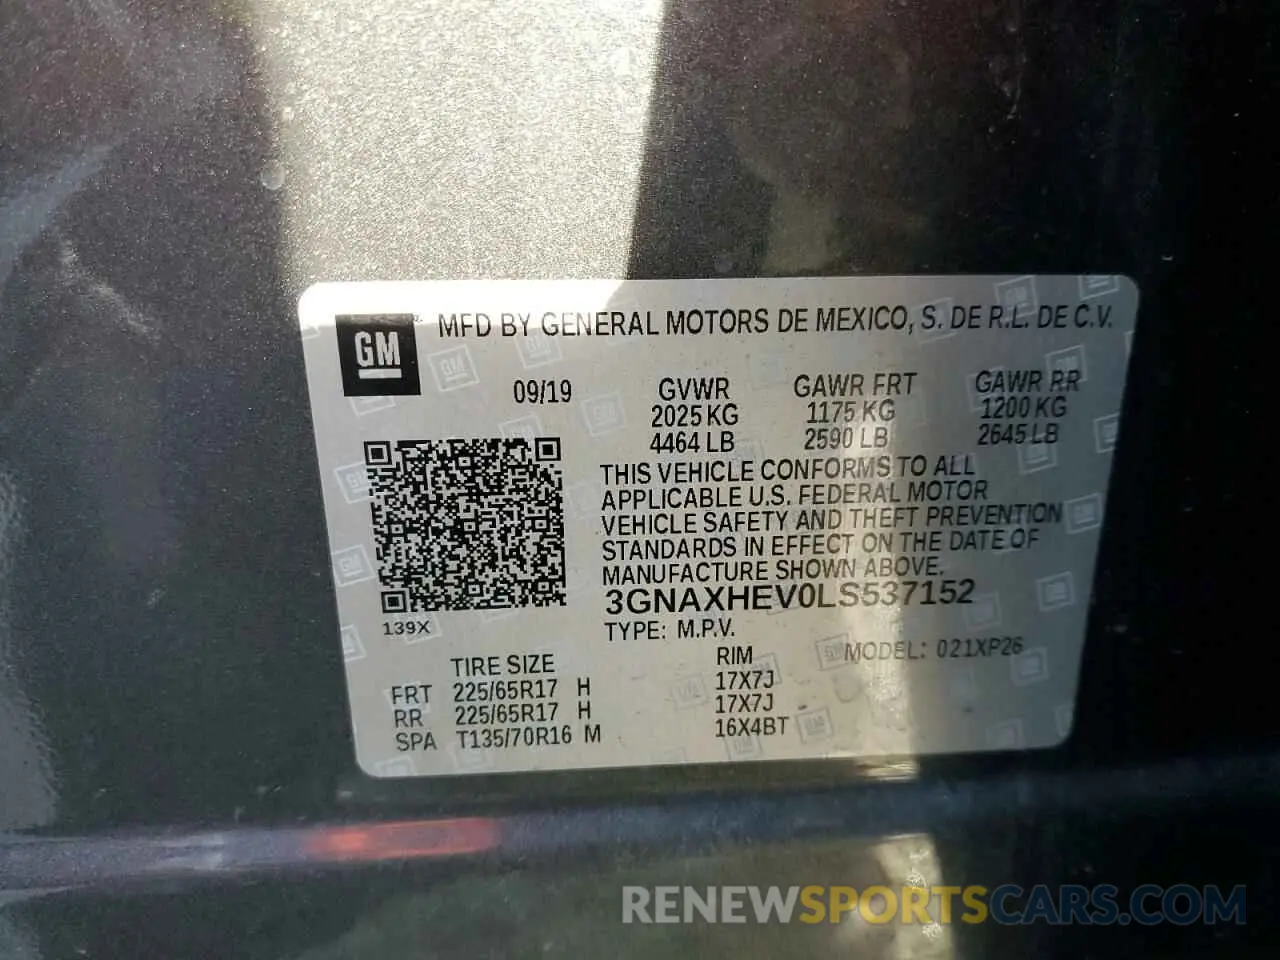 GM ®
MFD BY GENERAL MOTORS DE MEXICO, S. DE R.L. DE C.V.
09/19 GVWR GAWR FRT GAWR RR
2025 KG 1175 KG 1200 KG
4464 LB 2590 LB 2645 LB
THIS VEHICLE CONFORMS TO ALL
APPLICABLE U.S. FEDERAL MOTOR
VEHICLE SAFETY AND THEFT PREVENTION
STANDARDS IN EFFECT ON THE DATE OF
MANUFACTURE SHOWN ABOVE.
3GNAXHEV0LS537152
139X
TYPE: M.P.V.
MODEL: 021XP26
TIRE SIZE RIM
FRT 225/65R17 H 17X7J
RR 225/65R17 H 17X7J
SPA T135/70R16 M 16X4BT
RENEWSPORTSCARS.COM